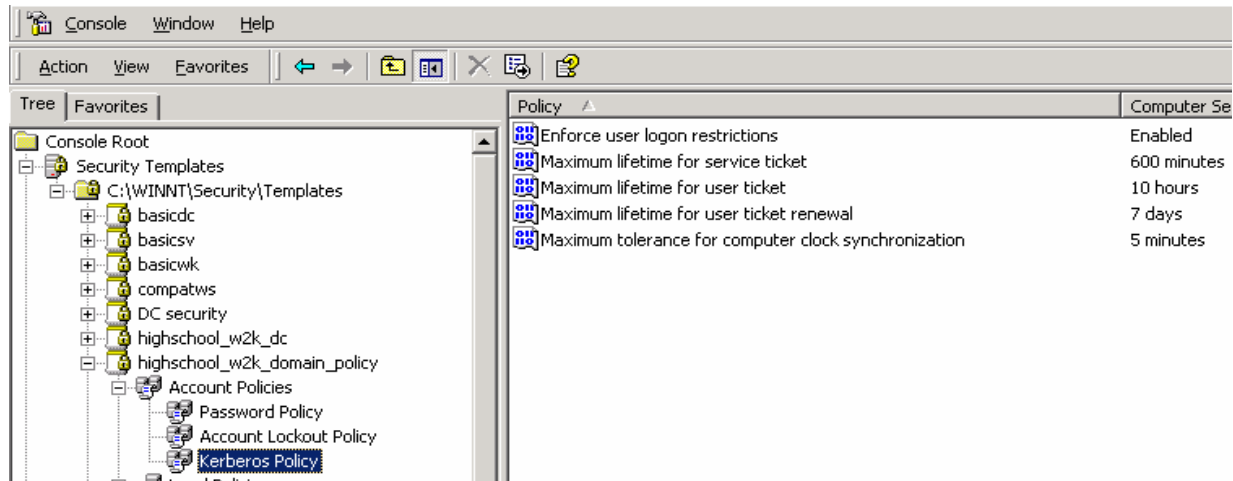 Console Window Help
Action View Favorites
Tree Favorites
Console Root
Security Templates
C:\WINNT\Security\Templates
basicdc
basicsv
basicwk
compatws
DC security
highschool_w2k_dc
highschool_w2k_domain_policy
Account Policies
Password Policy
Account Lockout Policy
Kerberos Policy
Policy Computer Se
Enforce user logon restrictions Enabled
Maximum lifetime for service ticket 600 minutes
Maximum lifetime for user ticket 10 hours
Maximum lifetime for user ticket renewal 7 days
Maximum tolerance for computer clock synchronization 5 minutes